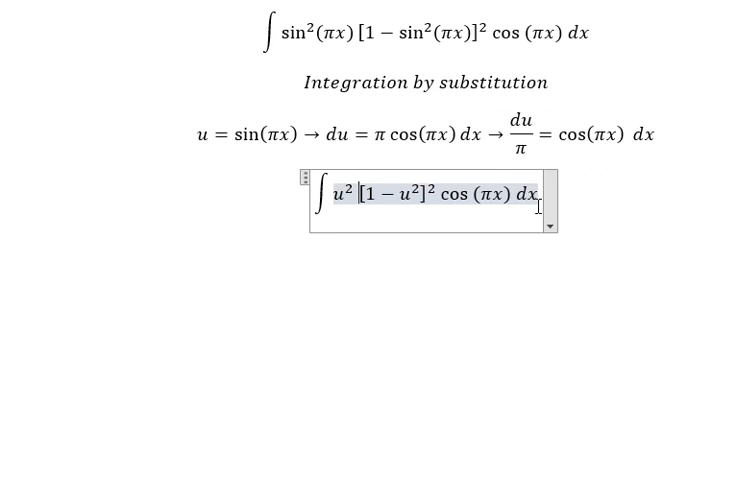 ∫ sin²(πx) [1 − sin²(πx)]² cos (πx) dx
Integration by substitution
u = sin(πx) → du = π cos(πx) dx → du/π = cos(πx) dx
∫ u² [1 − u²]² cos (πx) dx